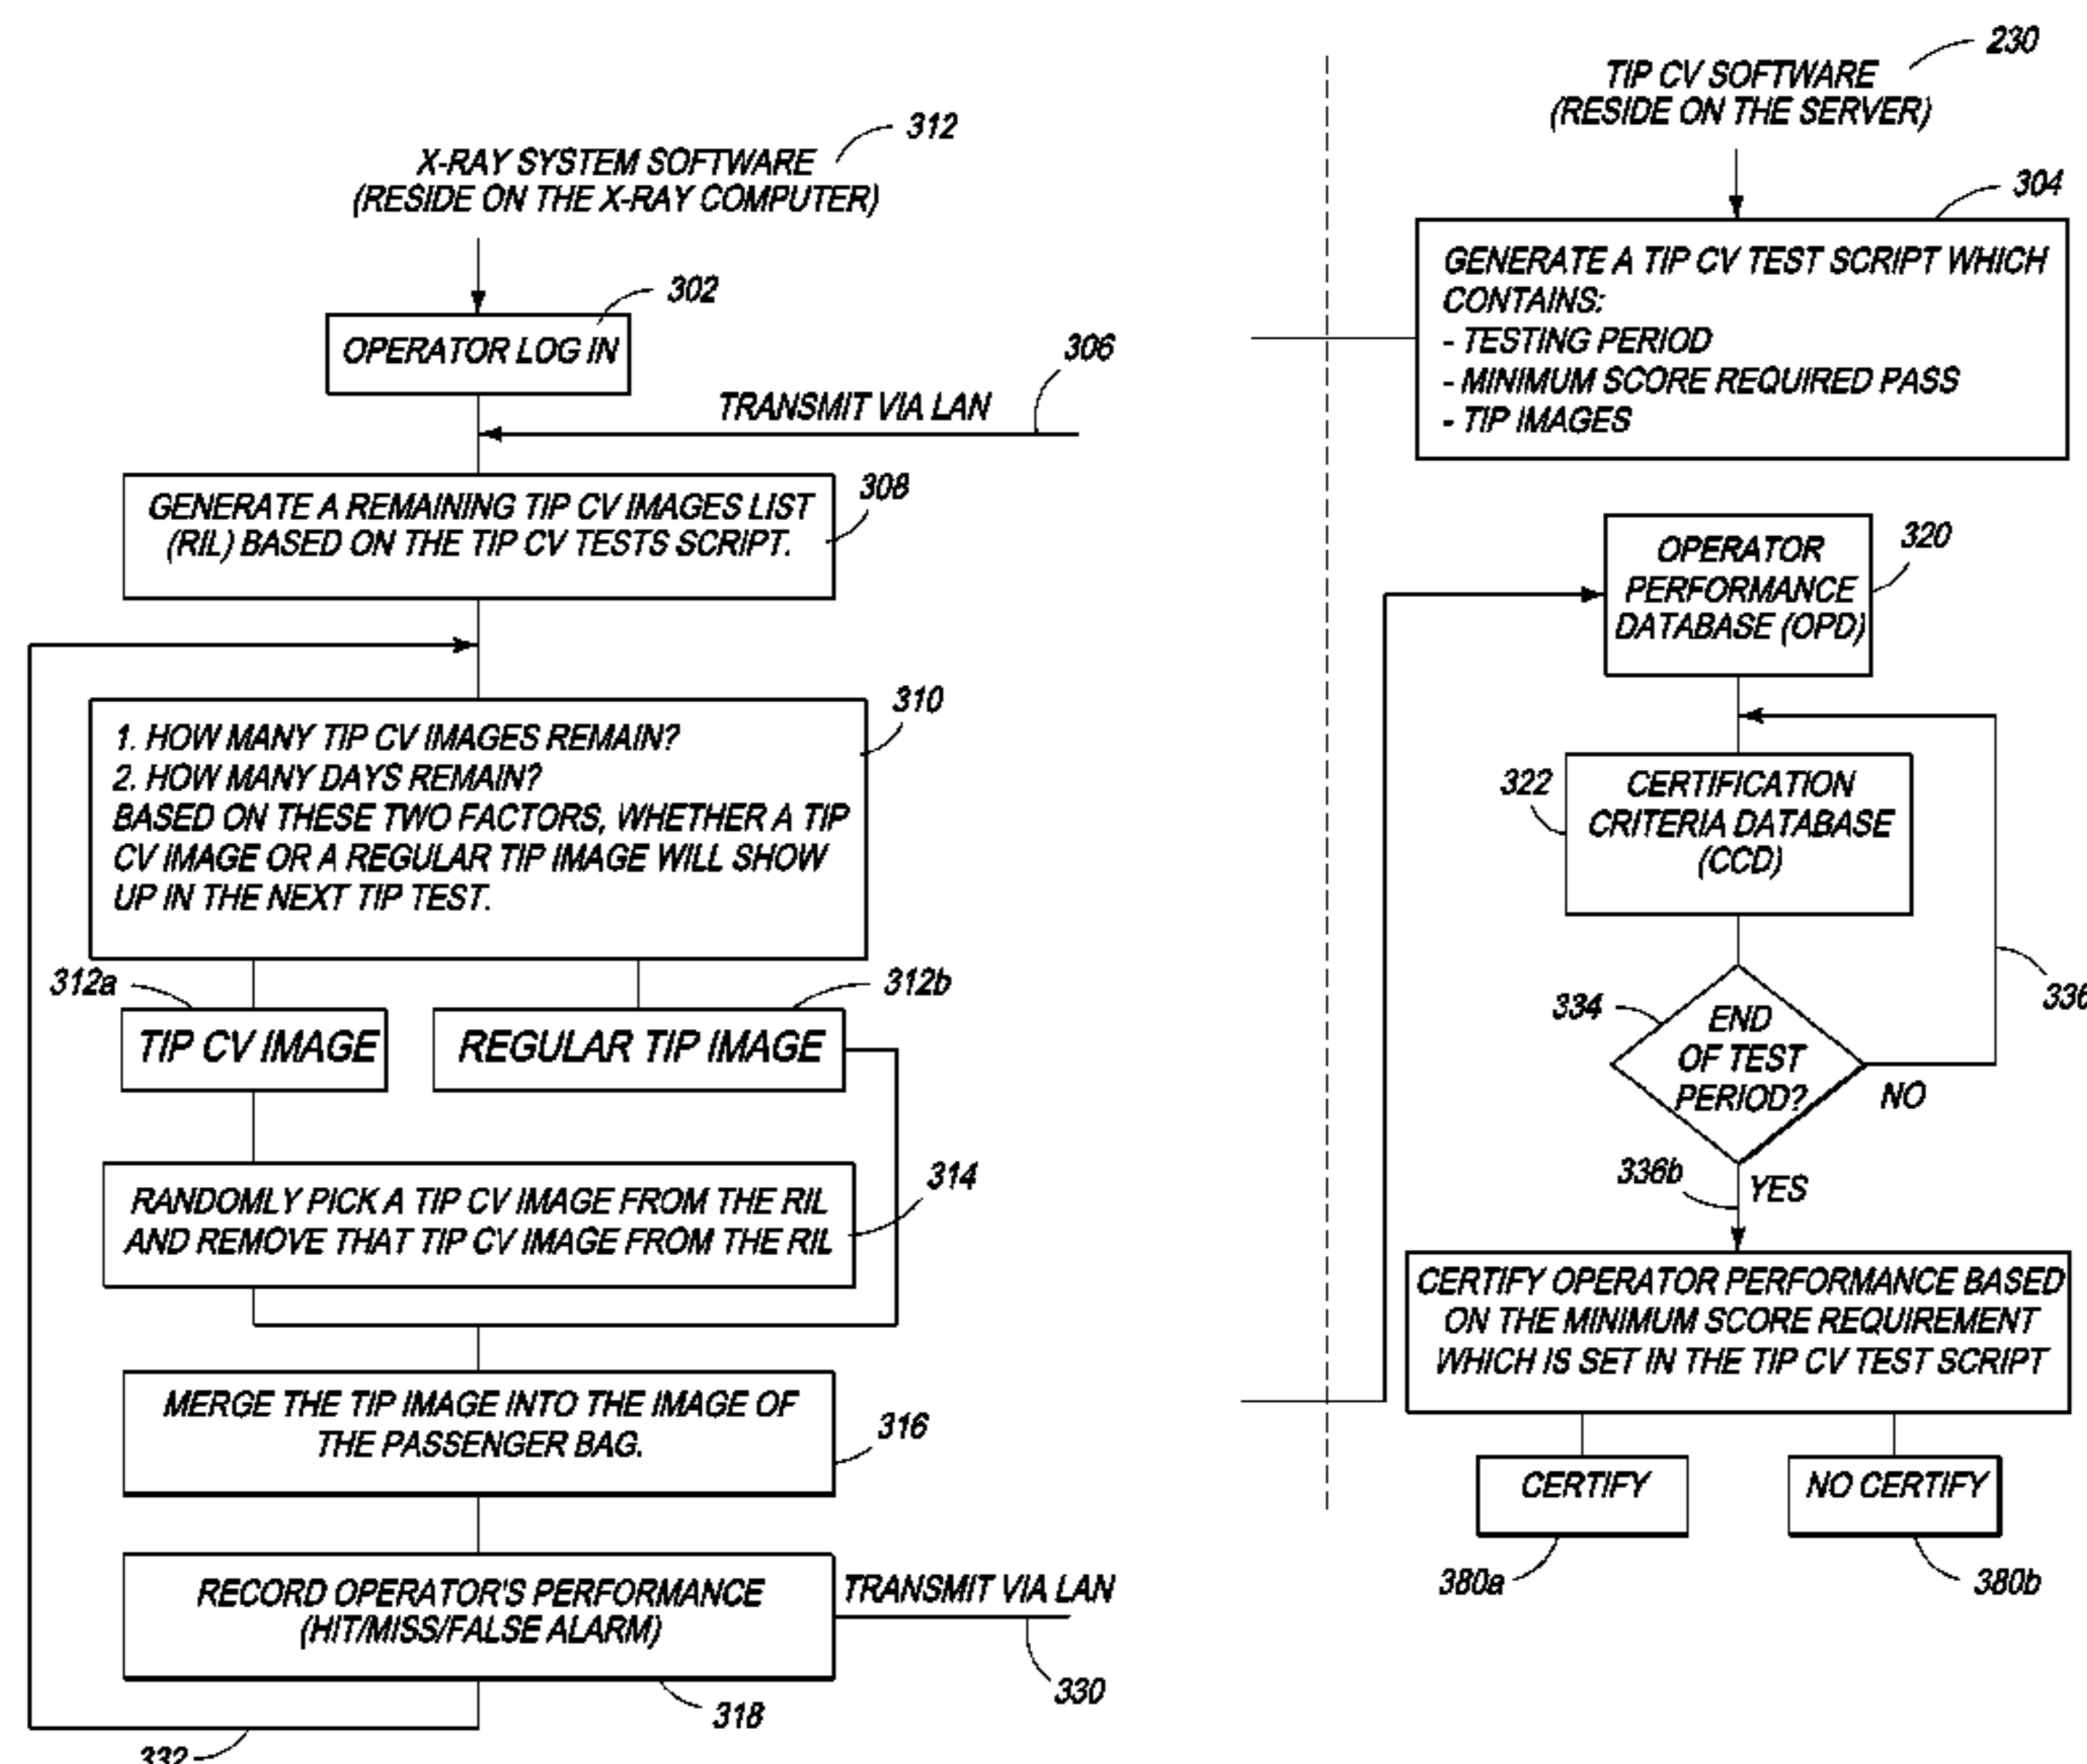 312
X-RAY SYSTEM SOFTWARE
(RESIDE ON THE X-RAY COMPUTER)
302
OPERATOR LOG IN
306
TRANSMIT VIA LAN
308
GENERATE A REMAINING TIP CV IMAGES LIST
(RIL) BASED ON THE TIP CV TESTS SCRIPT.
310
1. HOW MANY TIP CV IMAGES REMAIN?
2. HOW MANY DAYS REMAIN?
BASED ON THESE TWO FACTORS, WHETHER A TIP
CV IMAGE OR A REGULAR TIP IMAGE WILL SHOW
UP IN THE NEXT TIP TEST.
312a
312b
TIP CV IMAGE
REGULAR TIP IMAGE
314
RANDOMLY PICK A TIP CV IMAGE FROM THE RIL
AND REMOVE THAT TIP CV IMAGE FROM THE RIL
MERGE THE TIP IMAGE INTO THE IMAGE OF
THE PASSENGER BAG.
316
RECORD OPERATOR'S PERFORMANCE
(HIT/MISS/FALSE ALARM)
TRANSMIT VIA LAN
330
318
332
230
TIP CV SOFTWARE
(RESIDE ON THE SERVER)
304
GENERATE A TIP CV TEST SCRIPT WHICH
CONTAINS:
- TESTING PERIOD
- MINIMUM SCORE REQUIRED PASS
- TIP IMAGES
320
OPERATOR
PERFORMANCE
DATABASE (OPD)
322
CERTIFICATION
CRITERIA DATABASE
(CCD)
336
334
END
OF TEST
PERIOD?
NO
336b
YES
CERTIFY OPERATOR PERFORMANCE BASED
ON THE MINIMUM SCORE REQUIREMENT
WHICH IS SET IN THE TIP CV TEST SCRIPT
CERTIFY
NO CERTIFY
380a
380b